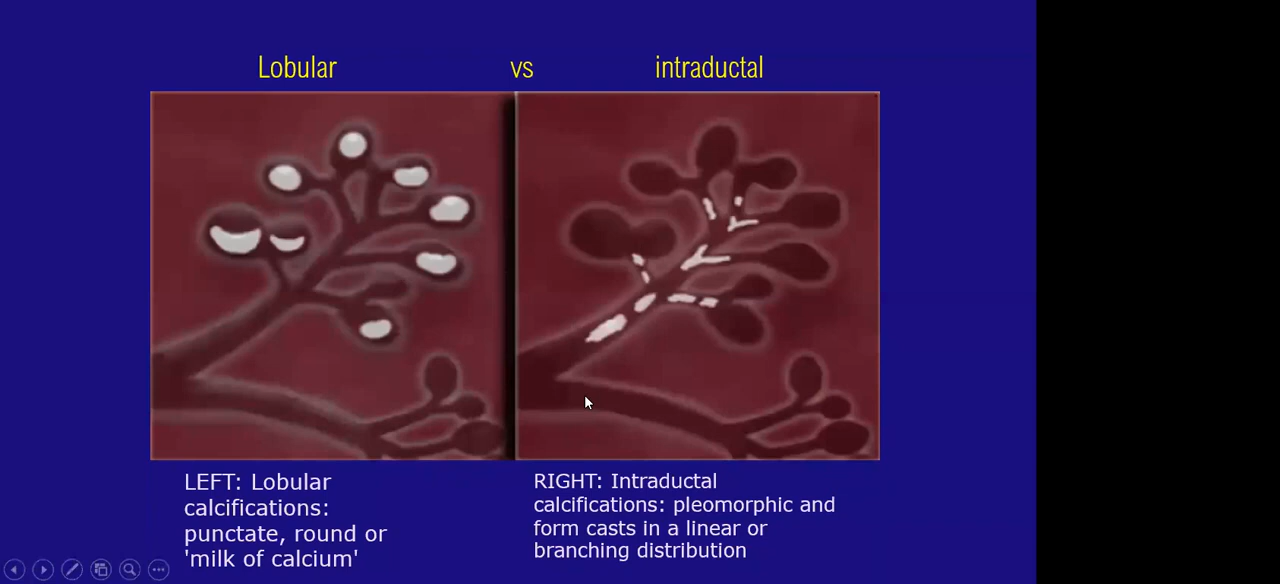 Lobular vs intraductal
LEFT: Lobular
calcifications:
punctate, round or
'milk of calcium'
RIGHT: Intraductal
calcifications: pleomorphic and
form casts in a linear or
branching distribution